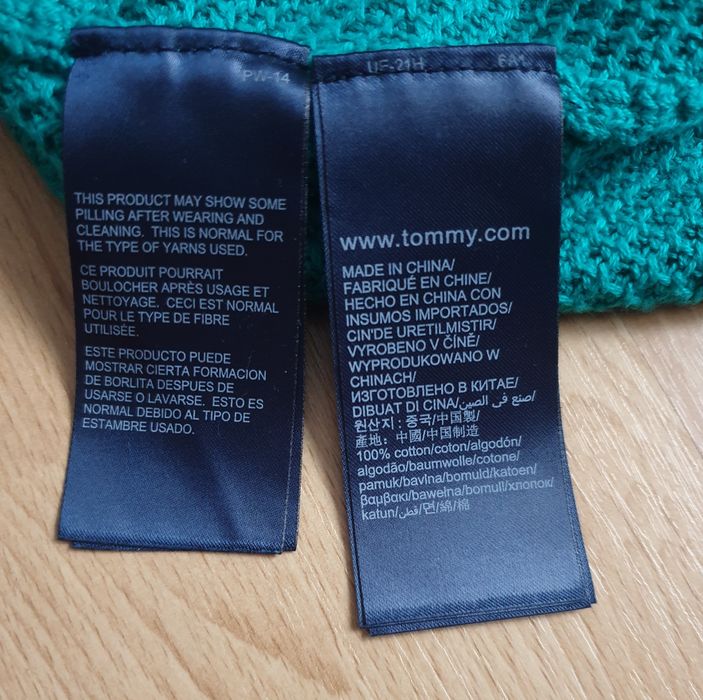 PW-14
THIS PRODUCT MAY SHOW SOME
PILLING AFTER WEARING AND
CLEANING. THIS IS NORMAL FOR
THE TYPE OF YARNS USED.
CE PRODUIT POURRAIT
BOULOCHER APRÈS USAGE ET
NETTOYAGE. CECI EST NORMAL
POUR LE TYPE DE FIBRE
UTILISÉE.
ESTE PRODUCTO PUEDE
MOSTRAR CIERTA FORMACION
DE BORLITA DESPUES DE
USARSE O LAVARSE. ESTO ES
NORMAL DEBIDO AL TIPO DE
ESTAMBRE USADO.
UF-21H
www.tommy.com
MADE IN CHINA/
FABRIQUÉ EN CHINE/
HECHO EN CHINA CON
INSUMOS IMPORTADOS/
CIN'DE URETILMISTIR/
VYROBENO V ČÍNĚ/
WYPRODUKOWANO W
CHINACH/
ИЗГОТОВЛЕНО В КИТАЕ/
DIBUAT DI CINA/صنع في الصين/
원산지 : 중국/中国製/
產地: 中國/中国制造
100% cotton/coton/algodón/
algodão/baumwolle/cotone/
pamuk/bavlna/bomuld/katoen/
βαμβακι/bawełna/bomull/хлопок/
katun/قطن/면/綿/棉